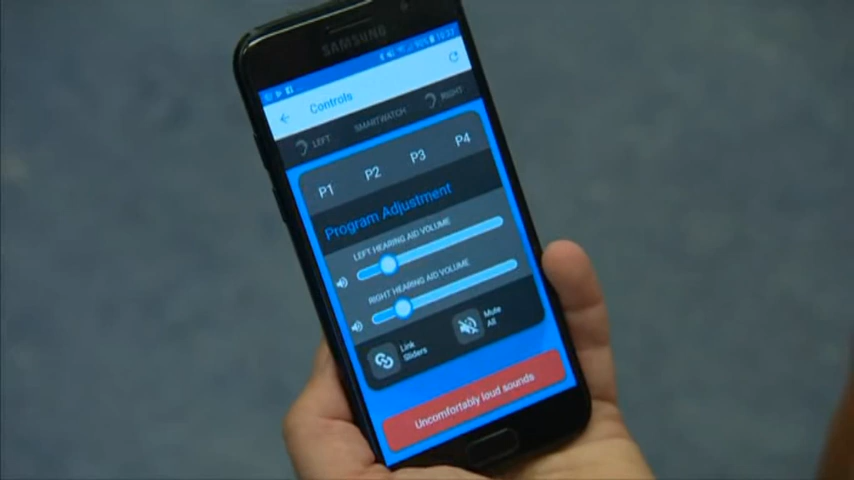 SAMSUNG
Controls
LEFT SMARTWATCH RIGHT
P1 P2 P3 P4
Program Adjustment
LEFT HEARING AID VOLUME
RIGHT HEARING AID VOLUME
Link
Sliders
Mute
All
Uncomfortably loud sounds